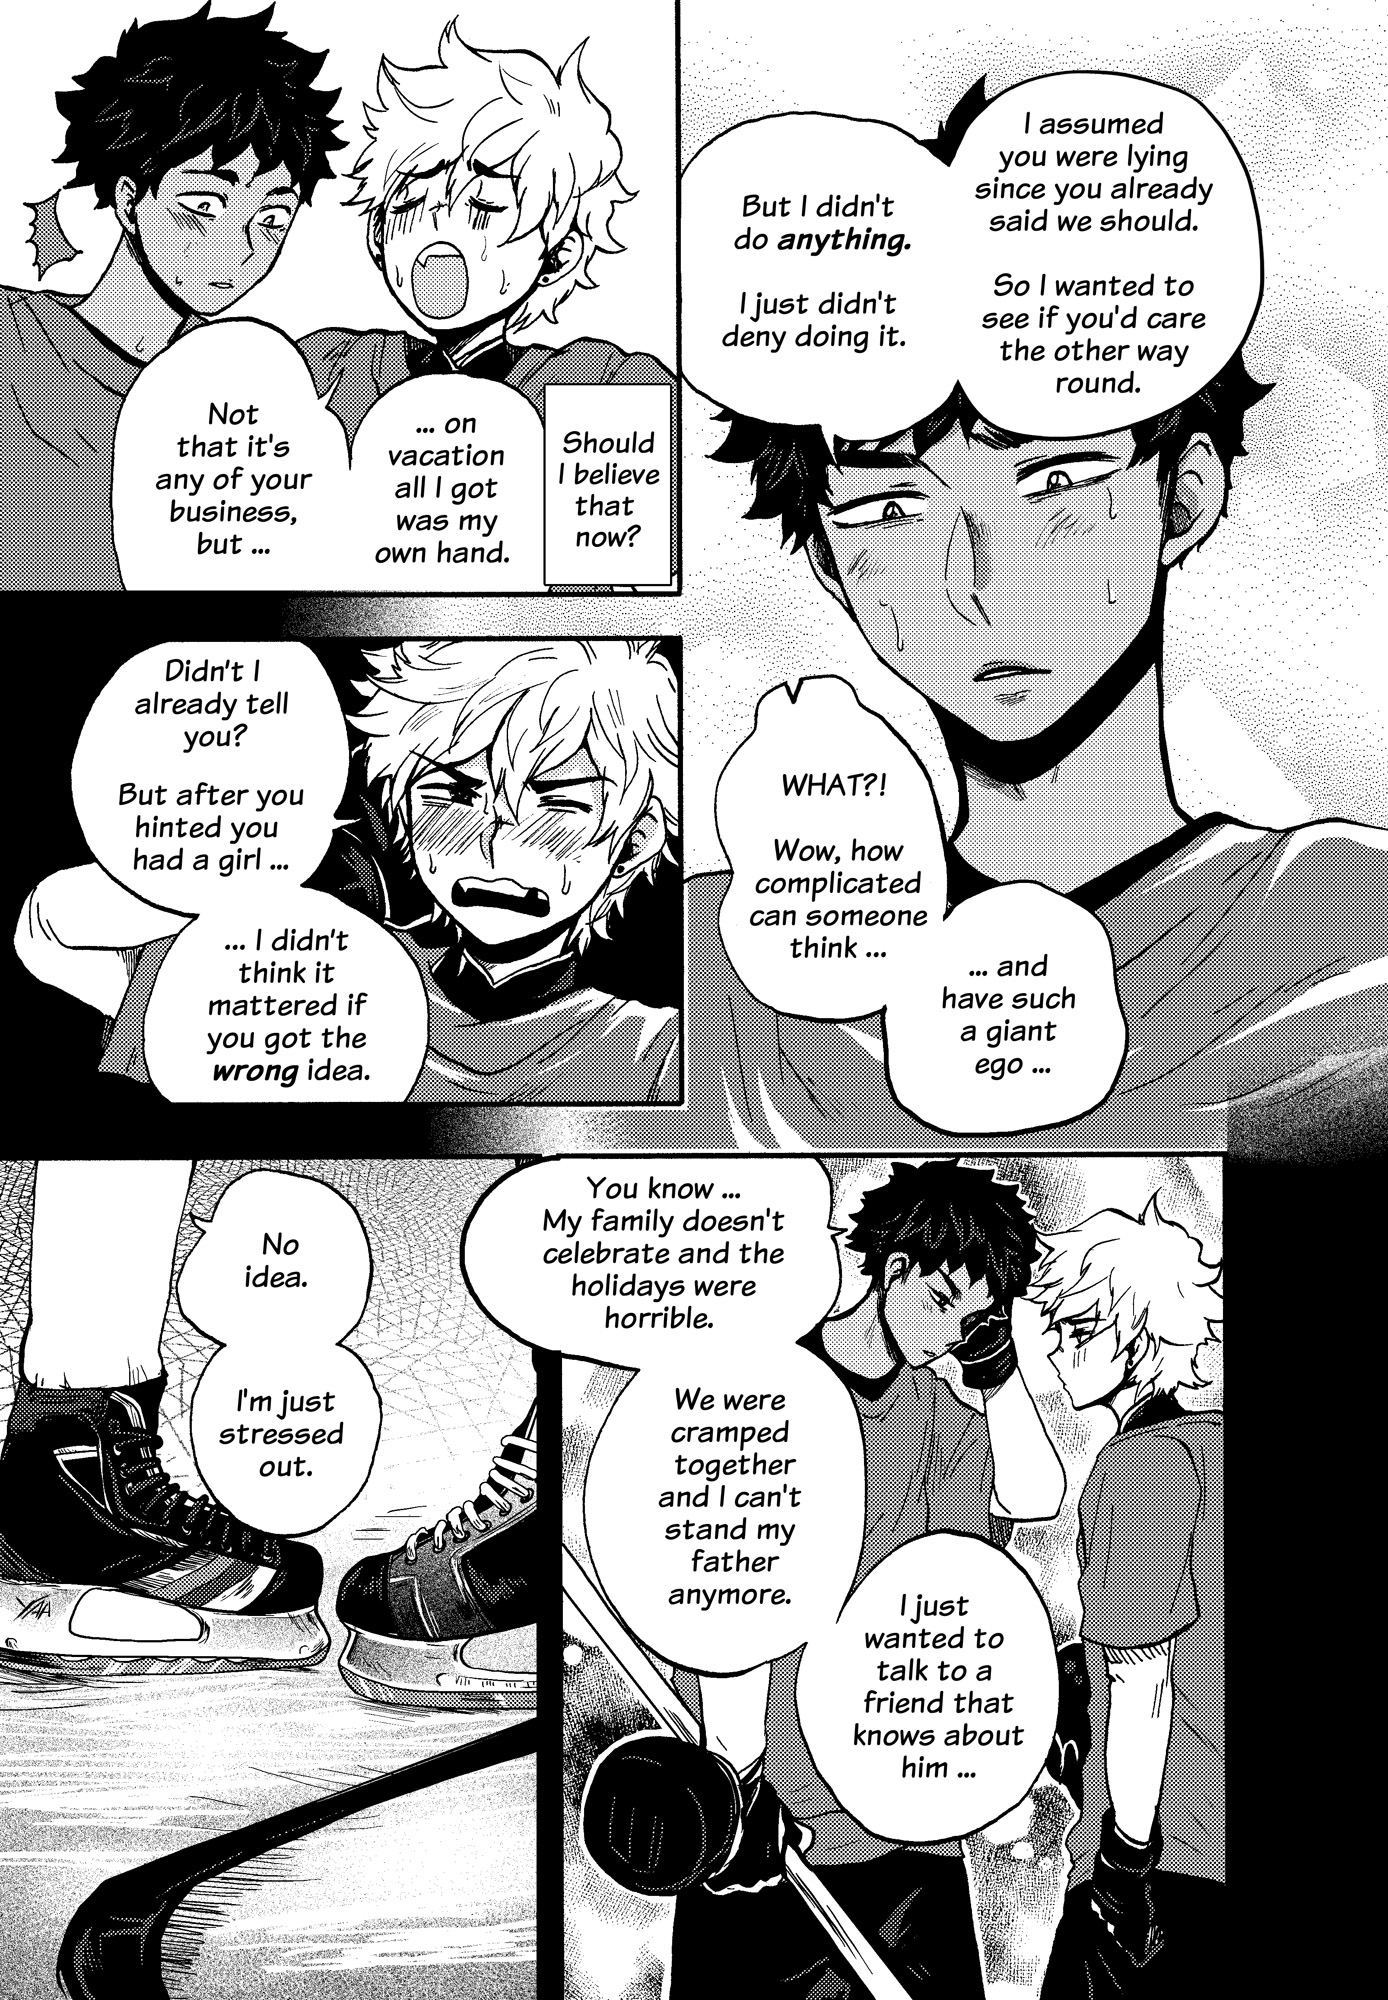 Not
that it's
any of your
business,
but ...
... on
vacation
all I got
was my
own hand.
Should
I believe
that
now?
Didn't I
already tell
you?
But after you
hinted you
had a girl ...
... I didn't
think it
mattered if
you got the
wrong idea.
But I didn't
do anything.
I just didn't
deny doing it.
I assumed
you were lying
since you already
said we should.
So I wanted to
see if you'd care
the other way
round.
WHAT?!
Wow, how
complicated
can someone
think ...
... and
have such
a giant
ego ...
No
idea.
I'm just
stressed
out.
YAA
You know ...
My family doesn't
celebrate and the
holidays were
horrible.
We were
cramped
together
and I can't
stand my
father
anymore.
I just
wanted to
talk to a
friend that
knows about
him ...